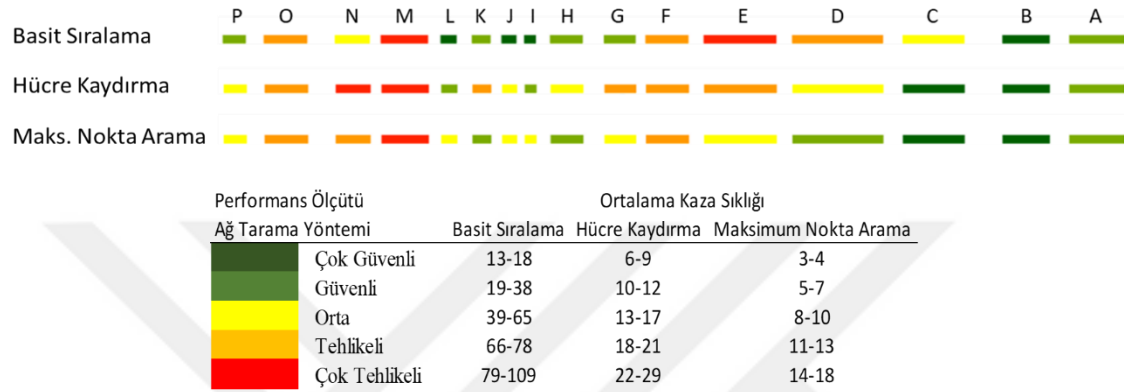 P O N M L K J I H G F E D C B A
Basit Sıralama
Hücre Kaydırma
Maks. Nokta Arama
Performans Ölçütü Ortalama Kaza Sıklığı
Ağ Tarama Yöntemi Basit Sıralama Hücre Kaydırma Maksimum Nokta Arama
Çok Güvenli 13-18 6-9 3-4
Güvenli 19-38 10-12 5-7
Orta 39-65 13-17 8-10
Tehlikeli 66-78 18-21 11-13
Çok Tehlikeli 79-109 22-29 14-18